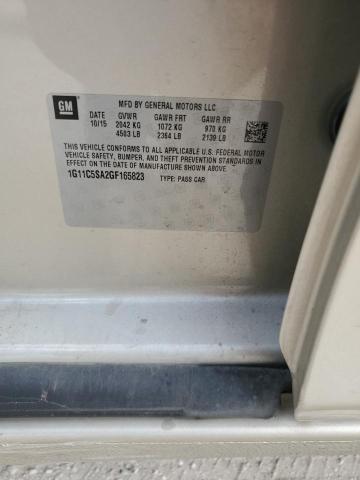 GM
MFD BY GENERAL MOTORS LLC
DATE GVWR GAWR FRT GAWR RR
10/15 2042 KG 1072 KG 970 KG
4503 LB 2364 LB 2139 LB
THIS VEHICLE CONFORMS TO ALL APPLICABLE U.S. FEDERAL MOTOR
VEHICLE SAFETY, BUMPER, AND THEFT PREVENTION STANDARDS IN
EFFECT ON THE DATE OF MANUFACTURE SHOWN ABOVE.
1G11C5SA2GF165823 TYPE: PASS CAR